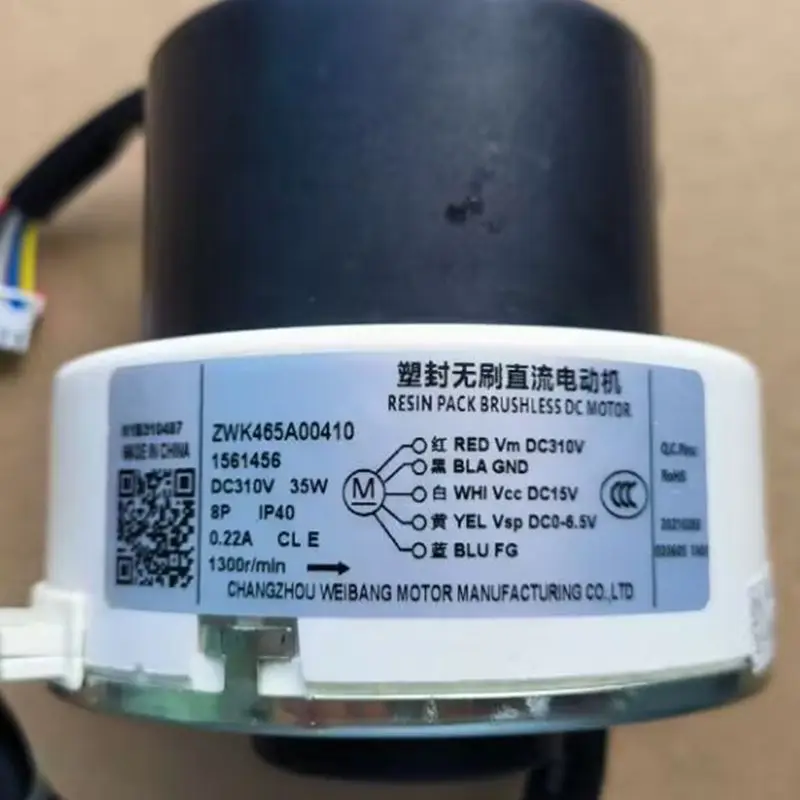 MADE IN CHINA
ZWK465A00410
1561456
DC310V 35W
8P IP40
0.22A CL E
1300r/min
塑封无刷直流电动机
RESIN PACK BRUSHLESS DC MOTOR
M
红 RED Vm DC310V
黑 BLA GND
白 WHI Vcc DC15V
黄 YEL Vsp DC0-6.5V
蓝 BLU FG
CCC
CHANGZHOU WEIBANG MOTOR MANUFACTURING CO.,LTD
RoHS